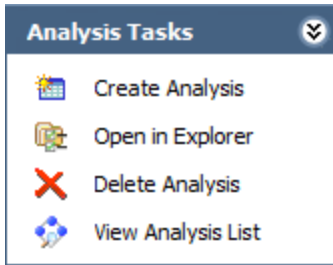 Analysis Tasks
Create Analysis
Open in Explorer
Delete Analysis
View Analysis List